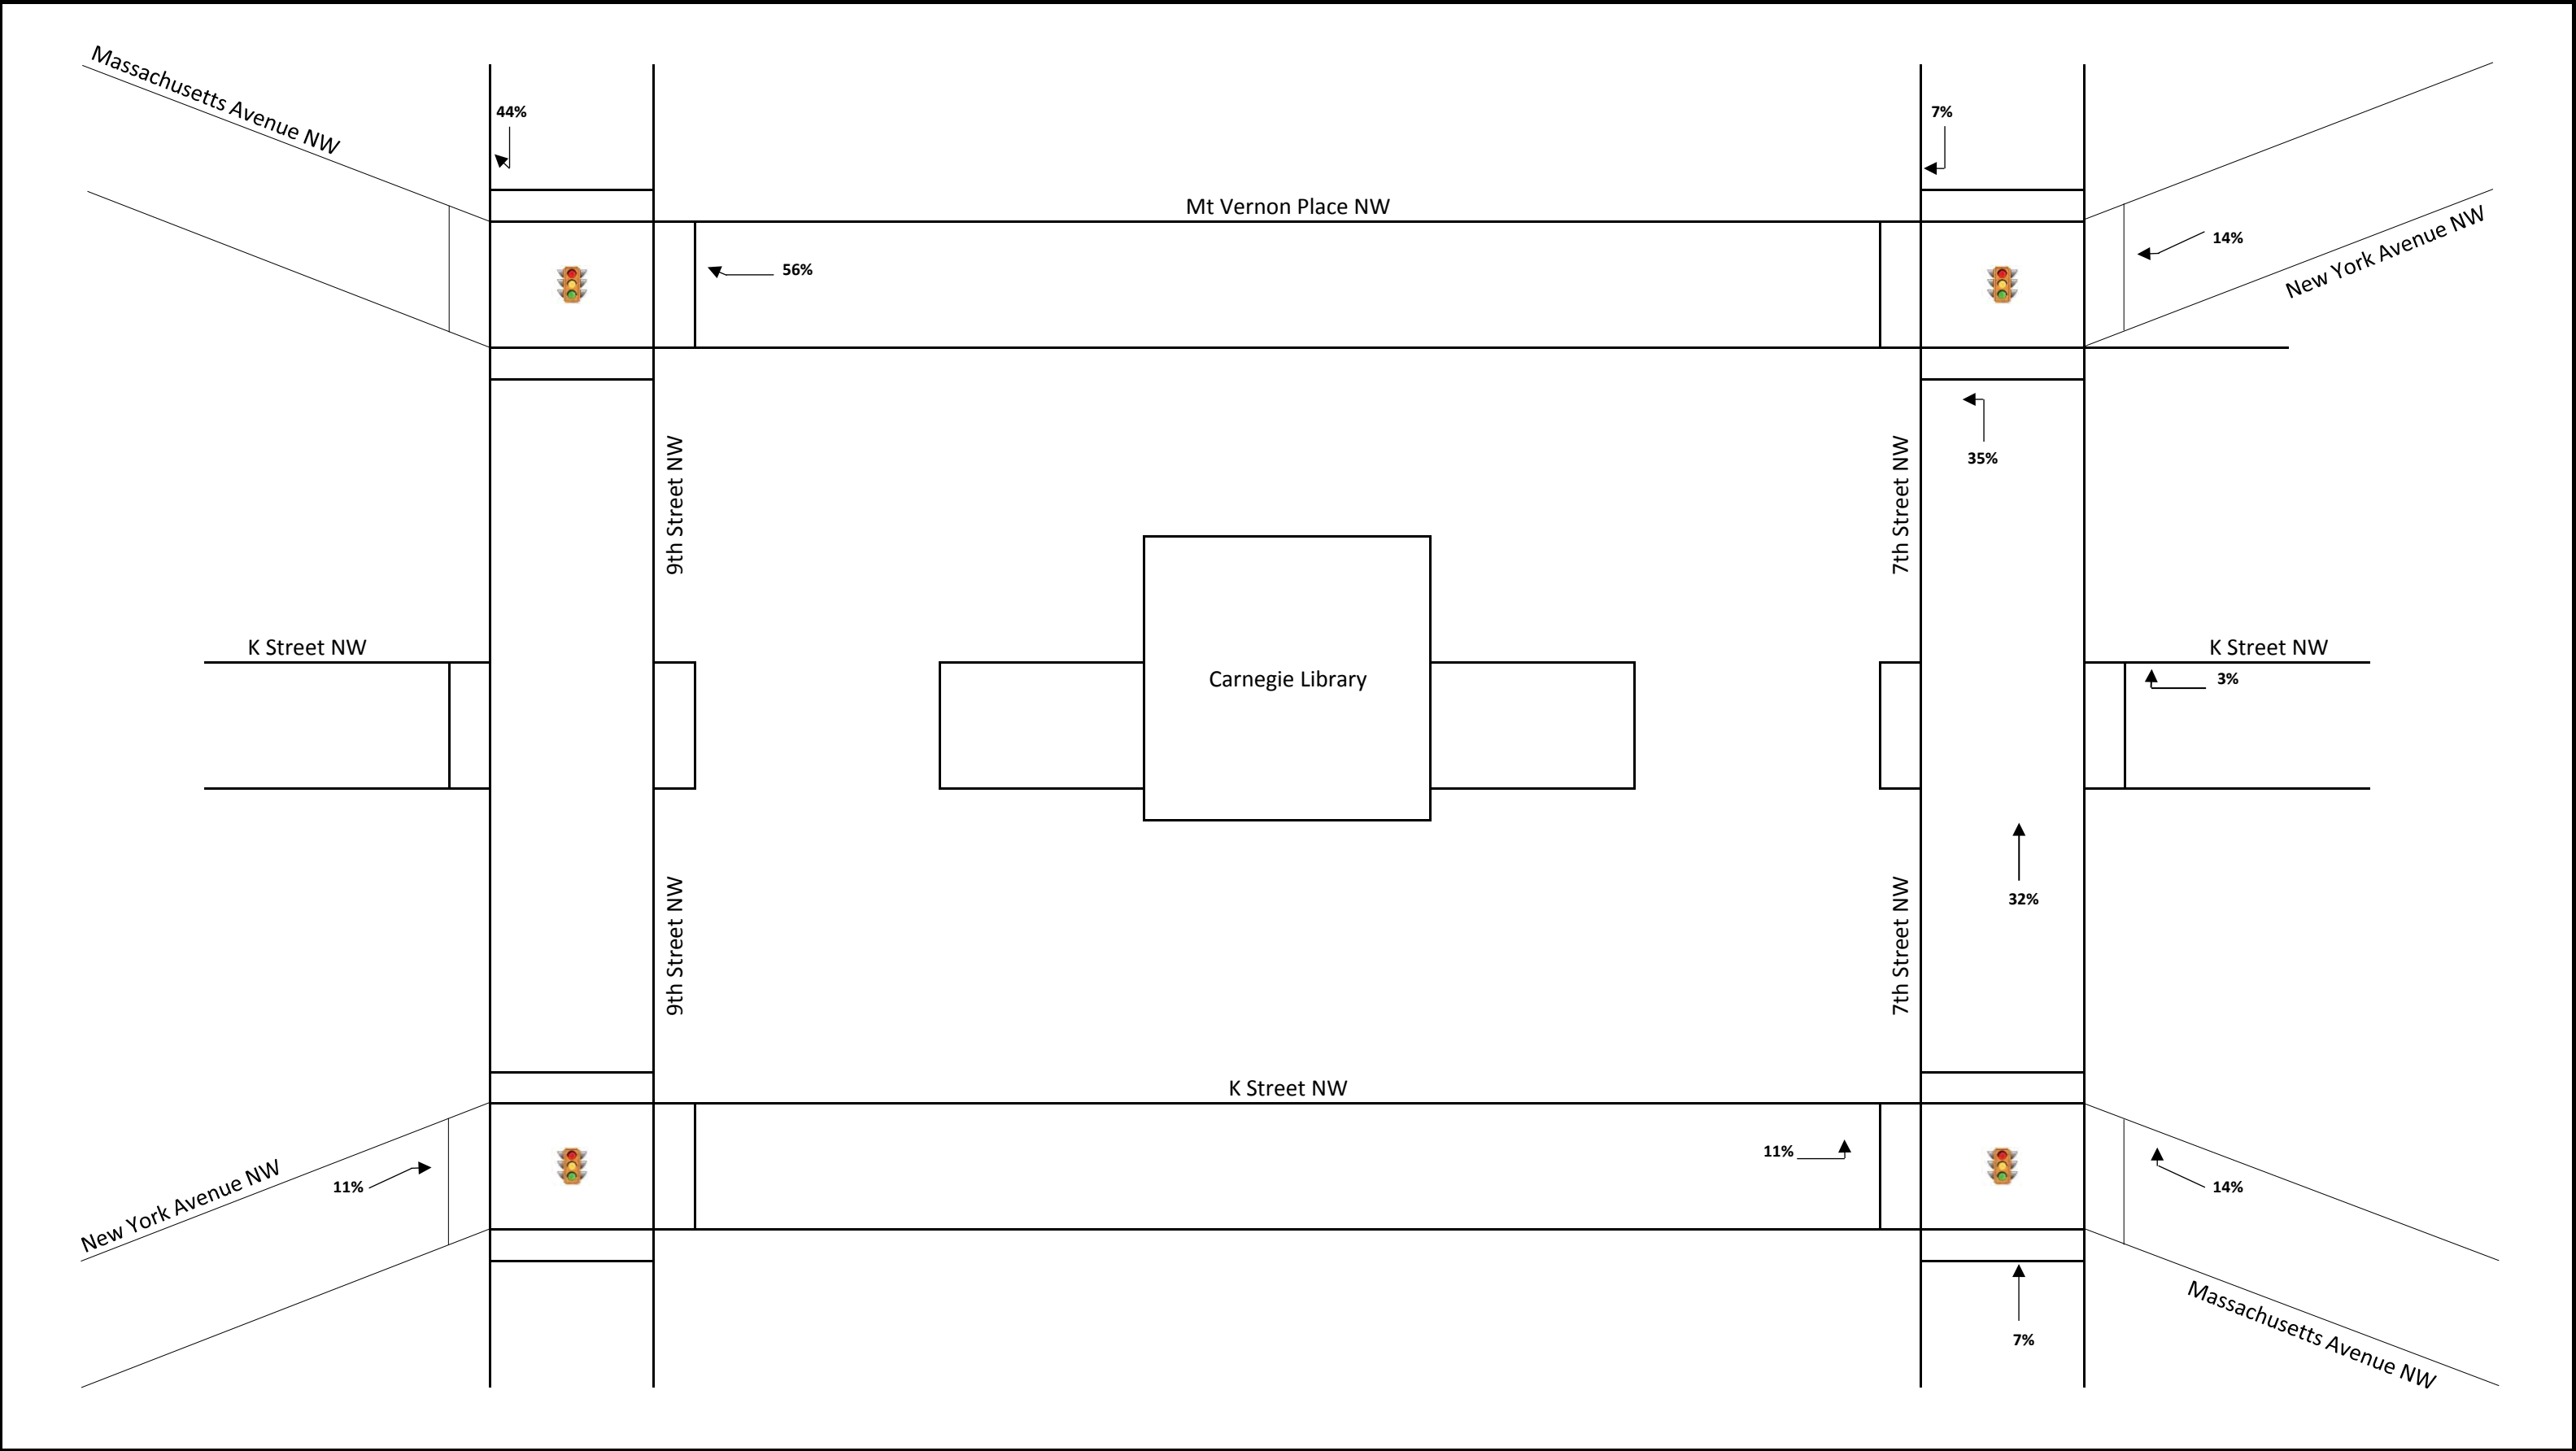 Massachusetts Avenue NW
44%
7%
Mt Vernon Place NW
56%
14%
New York Avenue NW
35%
9th Street NW
7th Street NW
K Street NW
Carnegie Library
K Street NW
3%
32%
9th Street NW
7th Street NW
K Street NW
11%
New York Avenue NW
11%
14%
Massachusetts Avenue NW
7%